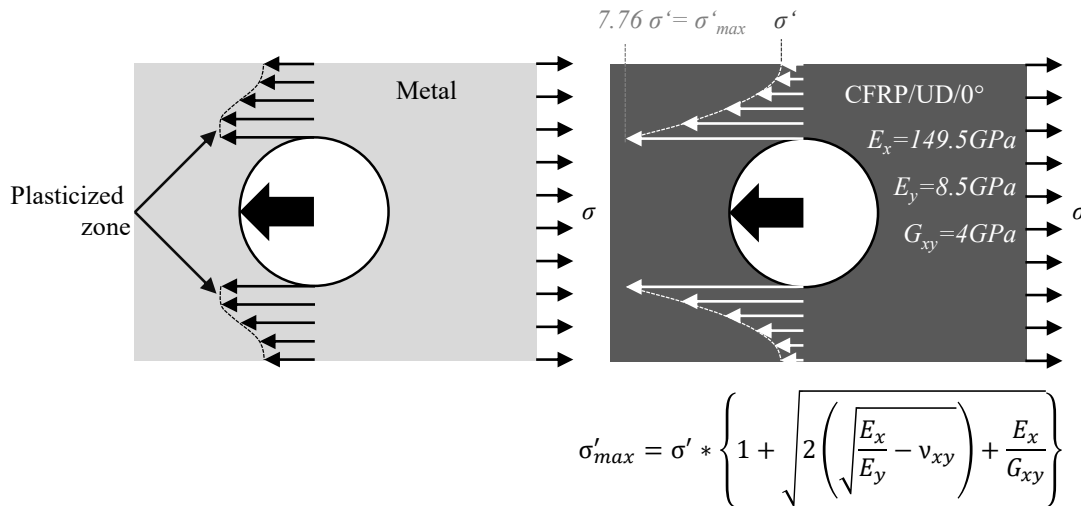 7.76 σ‘= σ‘max
σ‘
Metal
CFRP/UD/0°
Ex=149.5GPa
Plasticized
zone
Ey=8.5GPa
σ
σ
Gxy=4GPa
σ′max = σ′ * {1 + √(2(√(Ex/Ey − νxy)) + Ex/Gxy)}